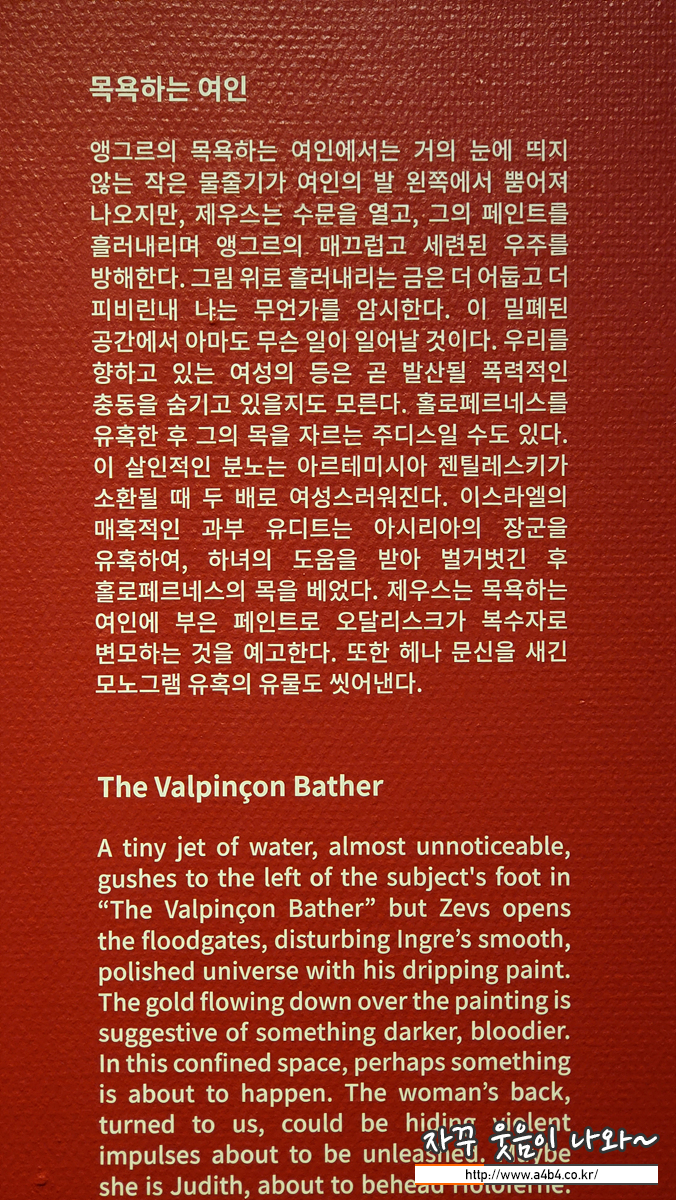 목욕하는 여인
앵그르의 목욕하는 여인에서는 거의 눈에 띄지
않는 작은 물줄기가 여인의 발 왼쪽에서 뿜어져
나오지만, 제우스는 수문을 열고, 그의 페인트를
흘러내리며 앵그르의 매끄럽고 세련된 우주를
방해한다. 그림 위로 흘러내리는 금은 더 어둡고 더
피비린내 나는 무언가를 암시한다. 이 밀폐된
공간에서 아마도 무슨 일이 일어날 것이다. 우리를
향하고 있는 여성의 등은 곧 발산될 폭력적인
충동을 숨기고 있을지도 모른다. 홀로페르네스를
유혹한 후 그의 목을 자르는 주디스일 수도 있다.
이 살인적인 분노는 아르테미시아 젠틸레스키가
소환될 때 두 배로 여성스러워진다. 이스라엘의
매혹적인 과부 유디트는 아시리아의 장군을
유혹하여, 하녀의 도움을 받아 벌거벗긴 후
홀로페르네스의 목을 베었다. 제우스는 목욕하는
여인에 부은 페인트로 오달리스크가 복수자로
변모하는 것을 예고한다. 또한 헤나 문신을 새긴
모노그램 유혹의 유물도 씻어낸다.
The Valpinçon Bather
A tiny jet of water, almost unnoticeable,
gushes to the left of the subject's foot in
“The Valpinçon Bather” but Zevs opens
the floodgates, disturbing Ingre’s smooth,
polished universe with his dripping paint.
The gold flowing down over the painting is
suggestive of something darker, bloodier.
In this confined space, perhaps something
is about to happen. The woman’s back,
turned to us, could be hiding violent
impulses about to be unleashed. Maybe
she is Judith, about to behead Holoferne.
자꾸 웃음이 나와~
http://www.a4b4.co.kr/